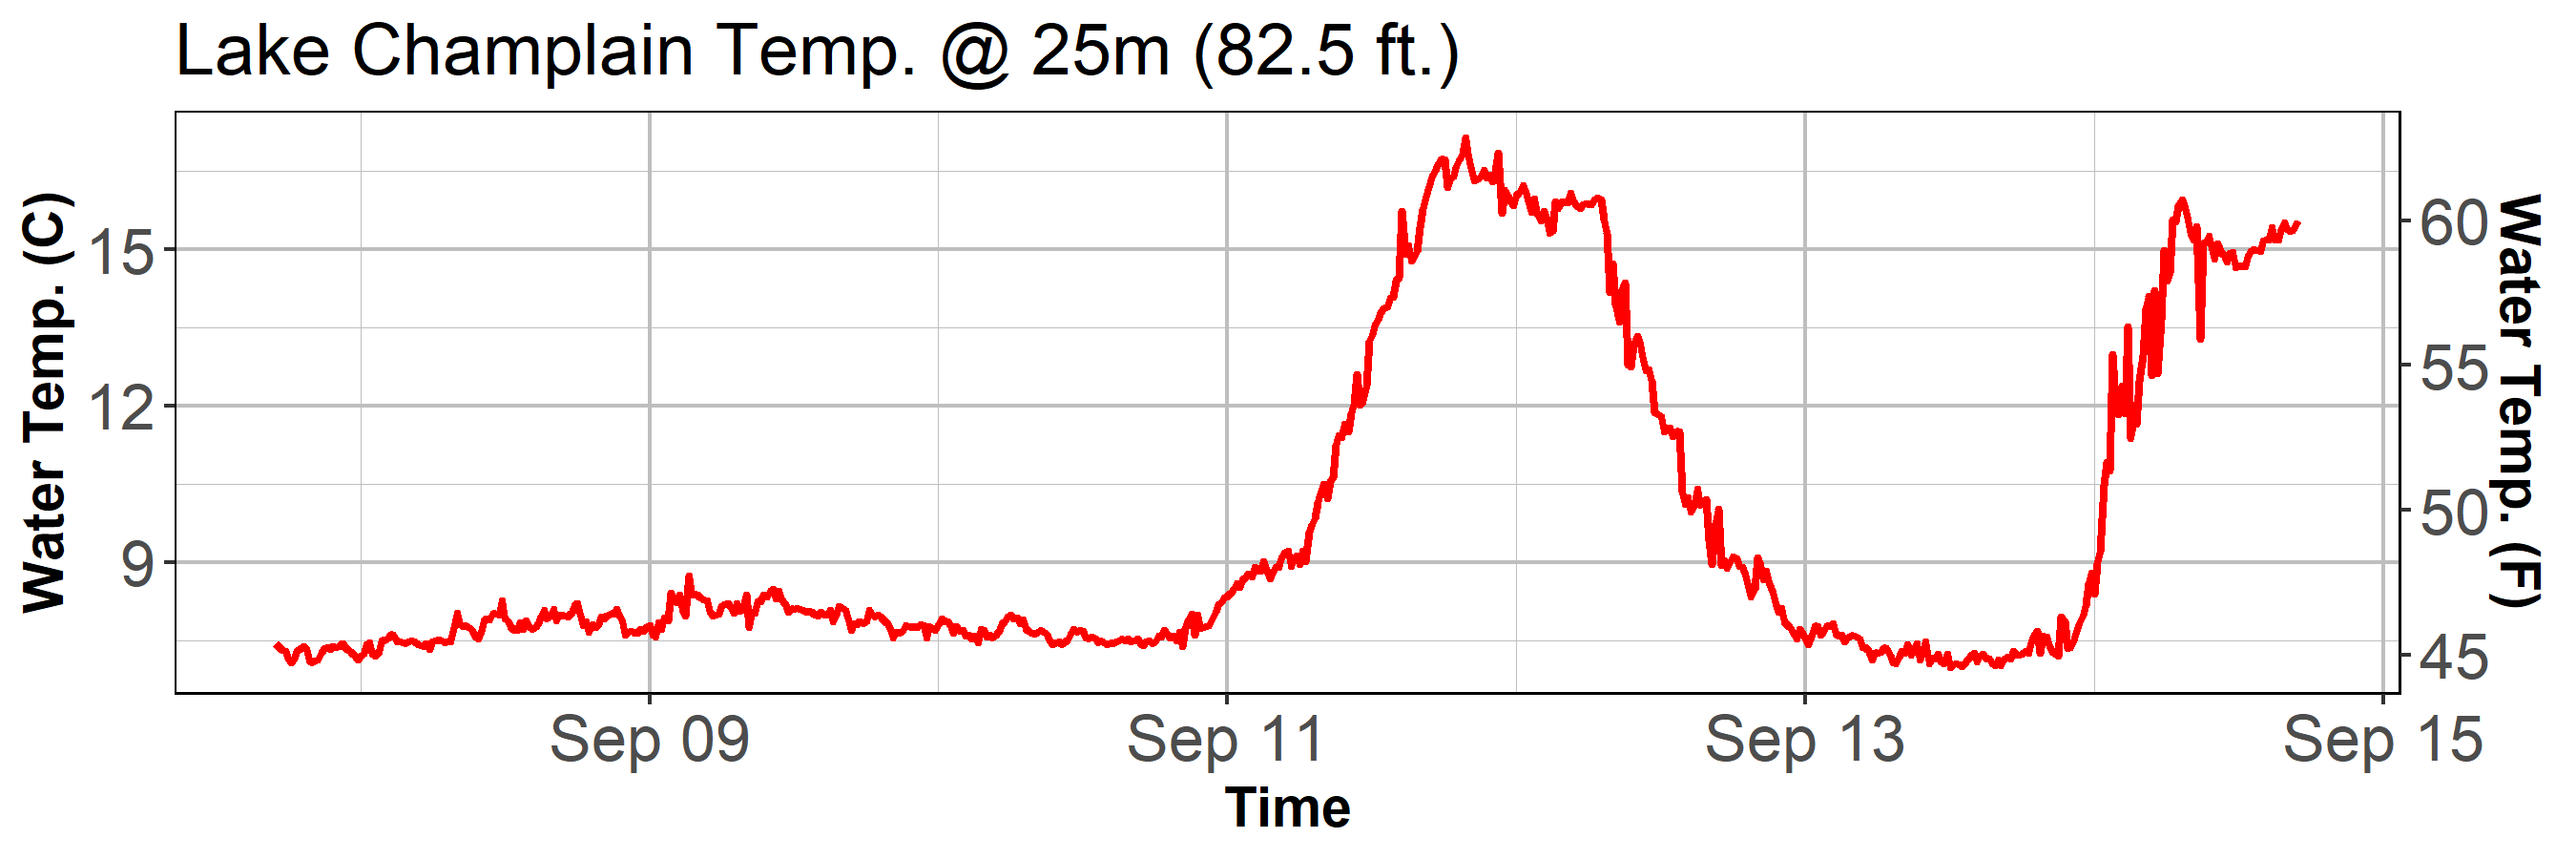 Lake Champlain Temp. @ 25m (82.5 ft.)
Water Temp. (C)
15
12
9
60
55
50
45
Water Temp. (F)
Sep 09
Sep 11
Sep 13
Sep 15
Time